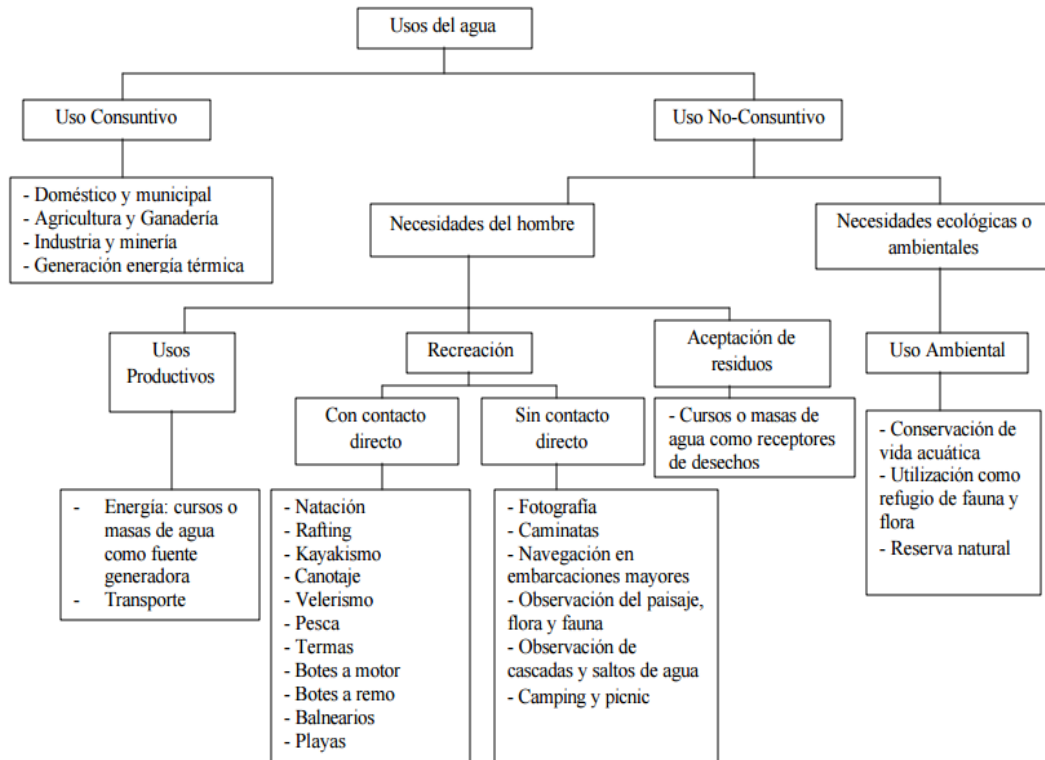 Usos del agua
Uso Consuntivo
Uso No-Consuntivo
- Doméstico y municipal
- Agricultura y Ganadería
- Industria y minería
- Generación energía térmica
Necesidades del hombre
Necesidades ecológicas o
ambientales
Usos
Productivos
Recreación
Aceptación de
residuos
Uso Ambiental
Con contacto
directo
Sin contacto
directo
- Cursos o masas de
agua como receptores
de desechos
- Conservación de
vida acuática
- Utilización como
refugio de fauna y
flora
- Reserva natural
- Energía: cursos o
masas de agua
como fuente
generadora
- Transporte
- Natación
- Rafting
- Kayakismo
- Canotaje
- Velerismo
- Pesca
- Termas
- Botes a motor
- Botes a remo
- Balnearios
- Playas
- Fotografía
- Caminatas
- Navegación en
embarcaciones mayores
- Observación del paisaje,
flora y fauna
- Observación de
cascadas y saltos de agua
- Camping y picnic